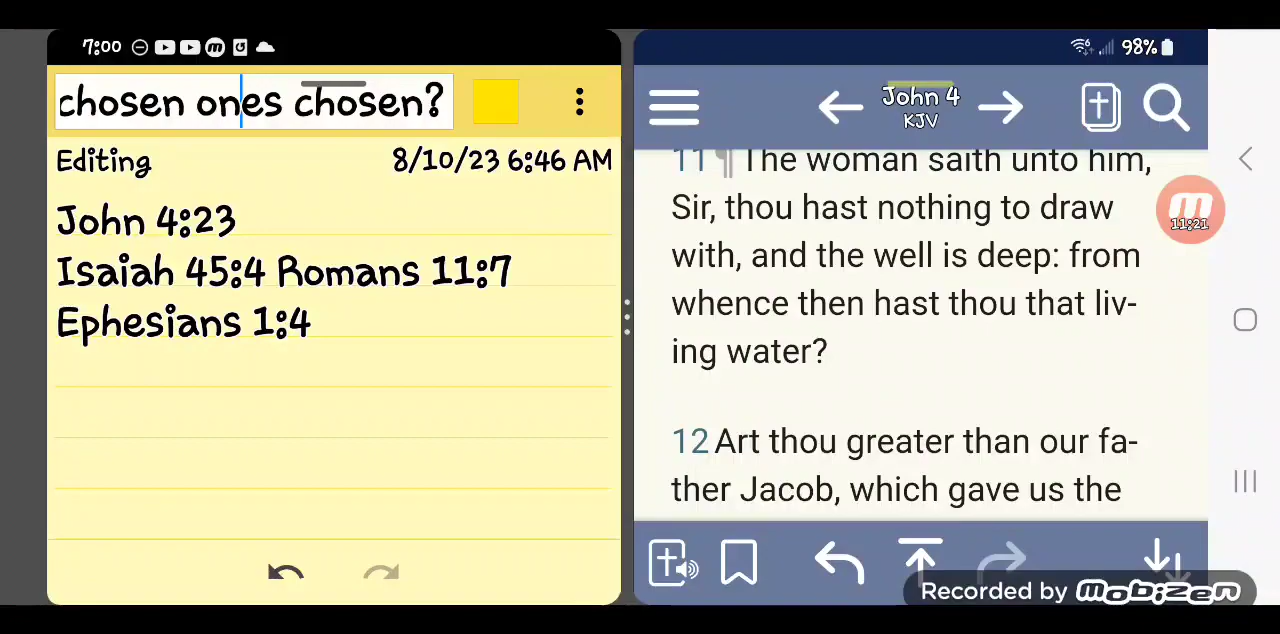 7:00
98%
chosen ones chosen?
Editing
8/10/23 6:46 AM
John 4:23
Isaiah 45:4 Romans 11:7
Ephesians 1:4
John 4
KJV
11 ¶ The woman saith unto him,
Sir, thou hast nothing to draw
with, and the well is deep: from
whence then hast thou that liv-
ing water?
12 Art thou greater than our fa-
ther Jacob, which gave us the
11:21
Recorded by mobizen